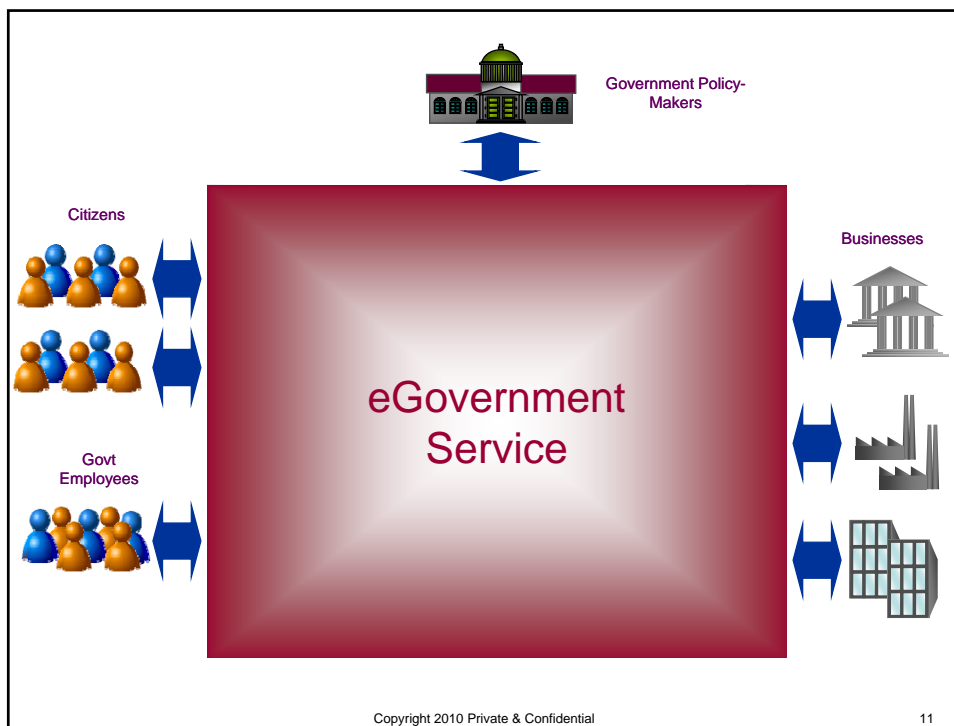 Government Policy-
Makers
Citizens
Businesses
eGovernment
Service
Govt
Employees
Copyright 2010 Private & Confidential
11